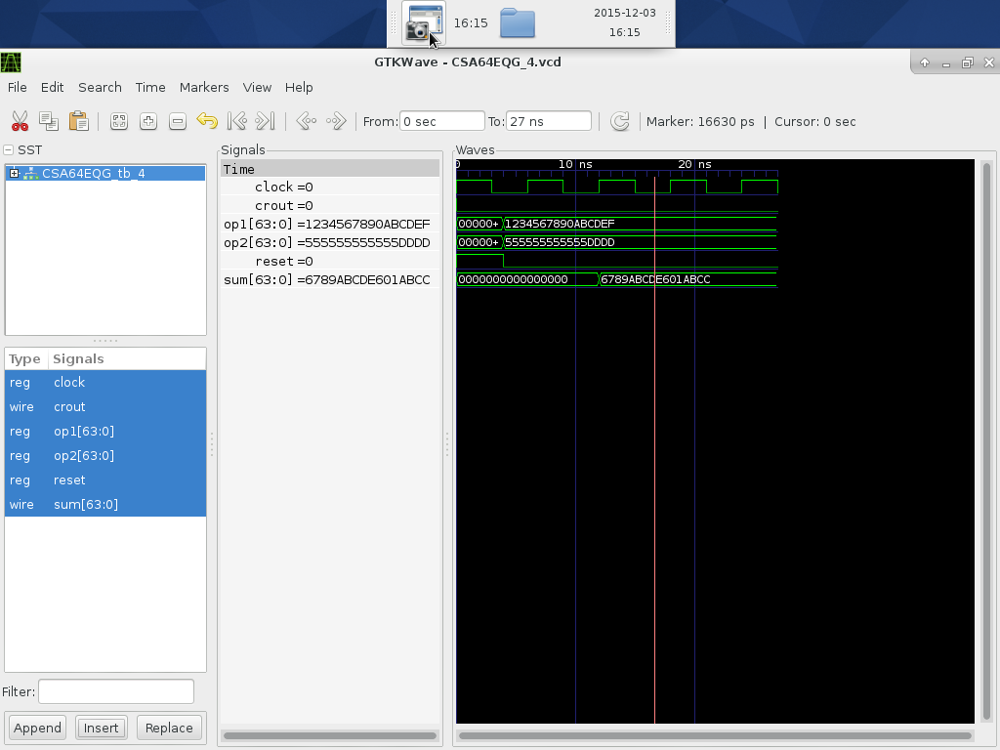 16:15
2015-12-03
16:15
GTKWave - CSA64EQG_4.vcd
File Edit Search Time Markers View Help
From: 0 sec To: 27 ns Marker: 16630 ps | Cursor: 0 sec
SST
CSA64EQG_tb_4
Type Signals
reg clock
wire crout
reg op1[63:0]
reg op2[63:0]
reg reset
wire sum[63:0]
Filter:
Append Insert Replace
Signals
Time
clock =0
crout =0
op1[63:0] =1234567890ABCDEF
op2[63:0] =555555555555DDDD
reset =0
sum[63:0] =6789ABCDE601ABCC
Waves
0 10 ns 20 ns
00000+ 1234567890ABCDEF
00000+ 555555555555DDDD
0000000000000000 6789ABCDE601ABCC